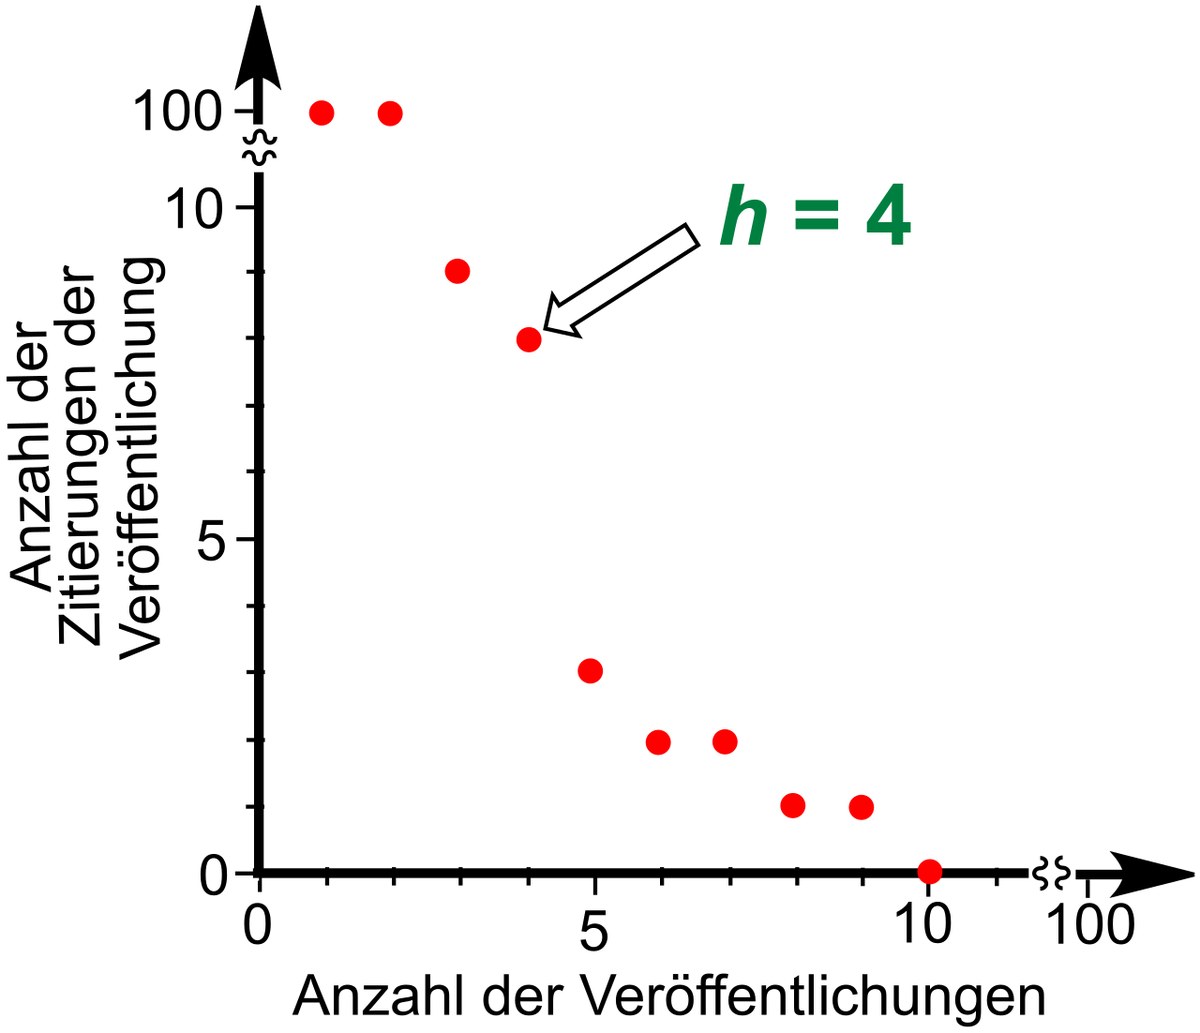 100
10
5
0
Anzahl der
Zitierungen der
Veröffentlichung
h = 4
0
5
10
100
Anzahl der Veröffentlichungen